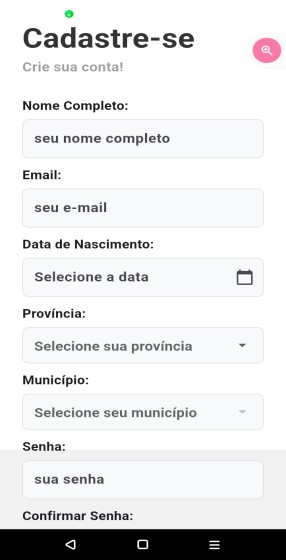 Cadastre-se
Crie sua conta!
Nome Completo:
seu nome completo
Email:
seu e-mail
Data de Nascimento:
Selecione a data
Província:
Selecione sua província
Município:
Selecione seu município
Senha:
sua senha
Confirmar Senha: